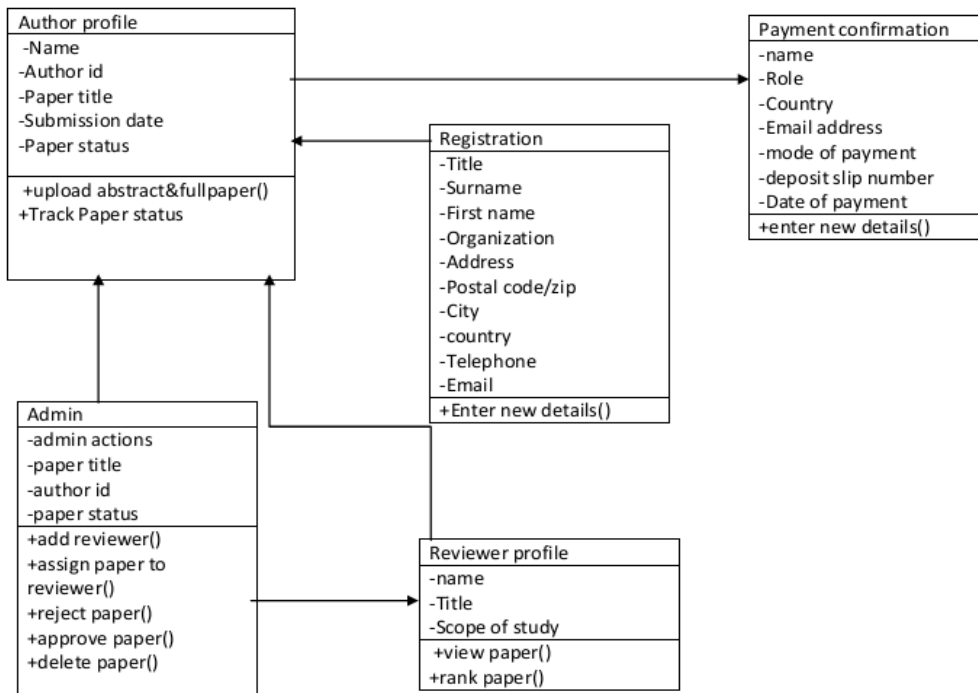 Author profile
-Name
-Author id
-Paper title
-Submission date
-Paper status
+upload abstract&fullpaper()
+Track Paper status
Payment confirmation
-name
-Role
-Country
-Email address
-mode of payment
-deposit slip number
-Date of payment
+enter new details()
Registration
-Title
-Surname
-First name
-Organization
-Address
-Postal code/zip
-City
-country
-Telephone
-Email
+Enter new details()
Admin
-admin actions
-paper title
-author id
-paper status
+add reviewer()
+assign paper to
reviewer()
+reject paper()
+approve paper()
+delete paper()
Reviewer profile
-name
-Title
-Scope of study
+view paper()
+rank paper()